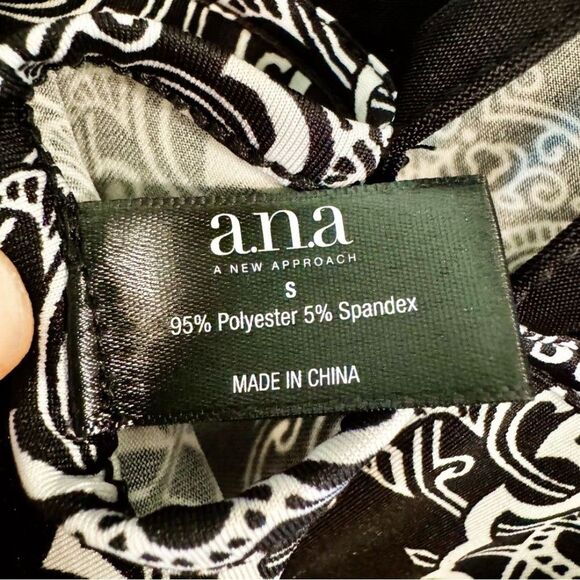 a.n.a
A NEW APPROACH
S
95% Polyester 5% Spandex
MADE IN CHINA